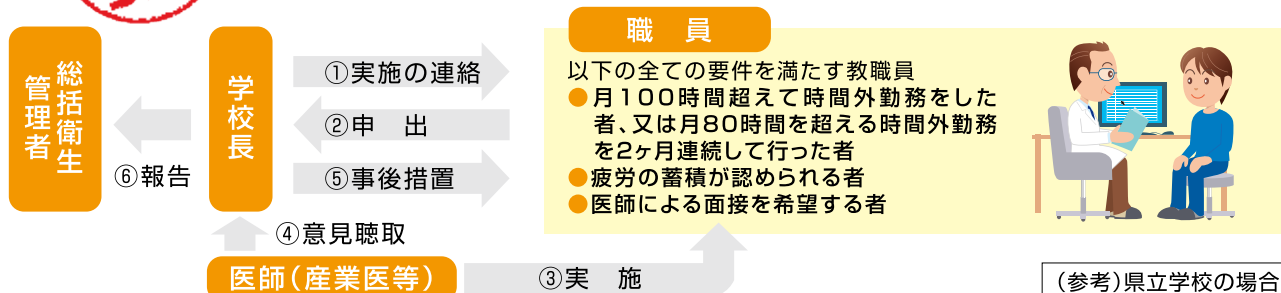 職　員
総括衛生
管理者
学校長
①実施の連絡
②申　出
⑤事後措置
⑥報告
④意見聴取
以下の全ての要件を満たす教職員
●月100時間超えて時間外勤務をした
者、又は月80時間を超える時間外勤務
を2ヶ月連続して行った者
●疲労の蓄積が認められる者
●医師による面接を希望する者
医師(産業医等)
③実　施
(参考)県立学校の場合